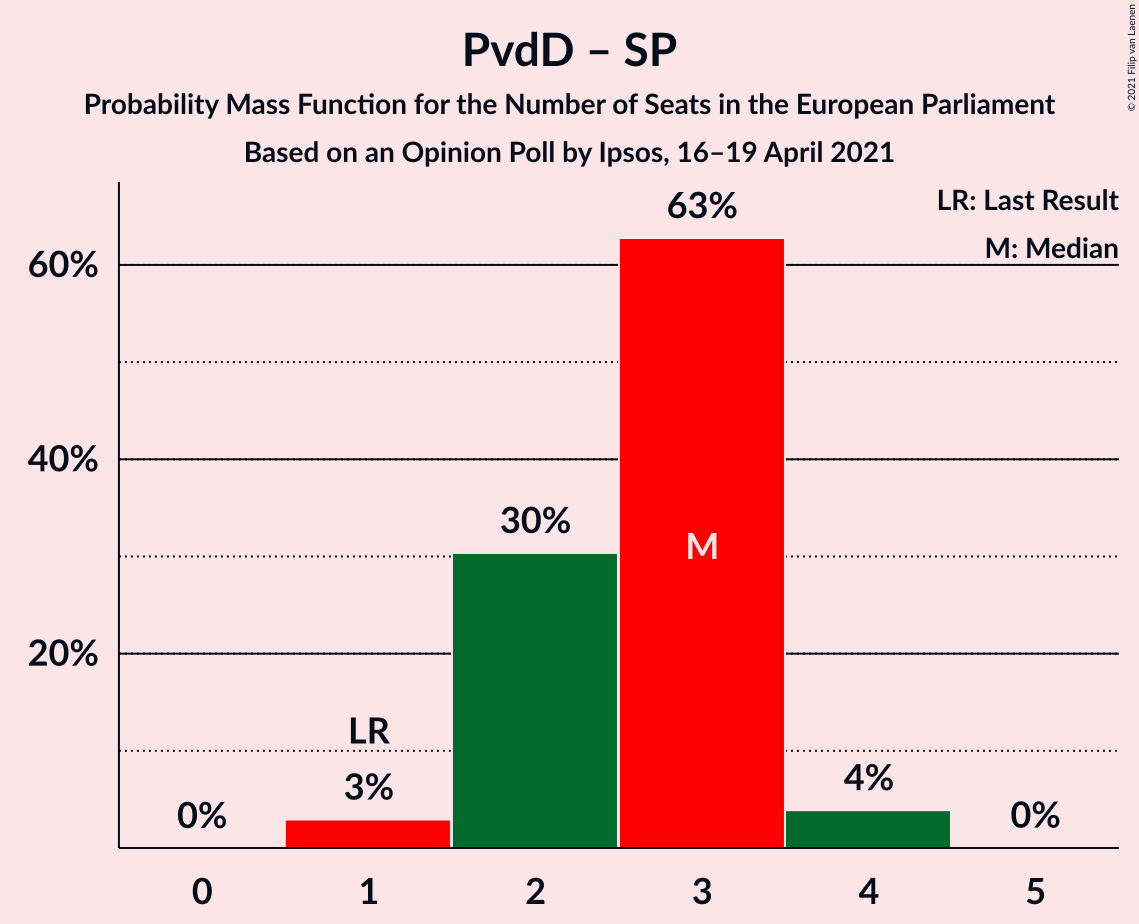 PvdD – SP
Probability Mass Function for the Number of Seats in the European Parliament
Based on an Opinion Poll by Ipsos, 16–19 April 2021
© 2021 Filip van Laenen
LR: Last Result
M: Median
63%
60%
40%
30%
M
20%
LR
3%
4%
0%
0%
0 1 2 3 4 5